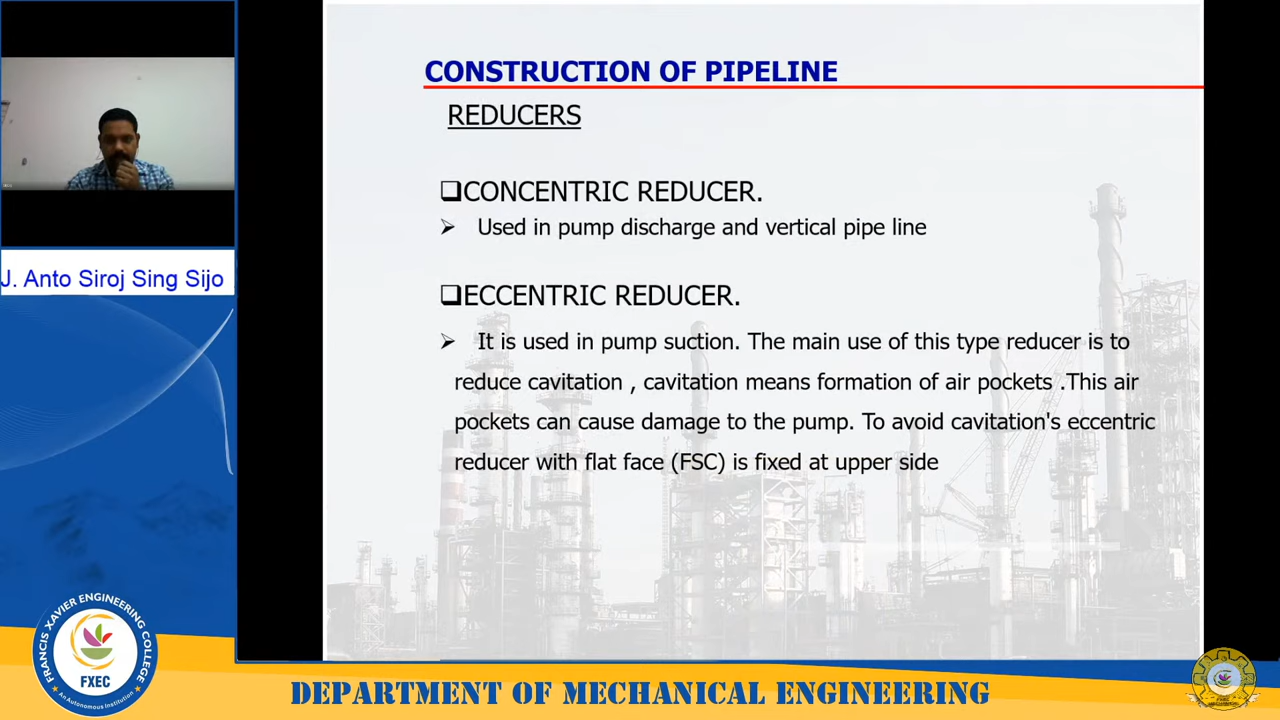 CONSTRUCTION OF PIPELINE
REDUCERS
❑CONCENTRIC REDUCER.
➢ Used in pump discharge and vertical pipe line
❑ECCENTRIC REDUCER.
➢ It is used in pump suction. The main use of this type reducer is to
reduce cavitation , cavitation means formation of air pockets .This air
pockets can cause damage to the pump. To avoid cavitation's eccentric
reducer with flat face (FSC) is fixed at upper side
J. Anto Siroj Sing Sijo
FRANCIS XAVIER ENGINEERING COLLEGE
FXEC
An Autonomous Institution
DEPARTMENT OF MECHANICAL ENGINEERING